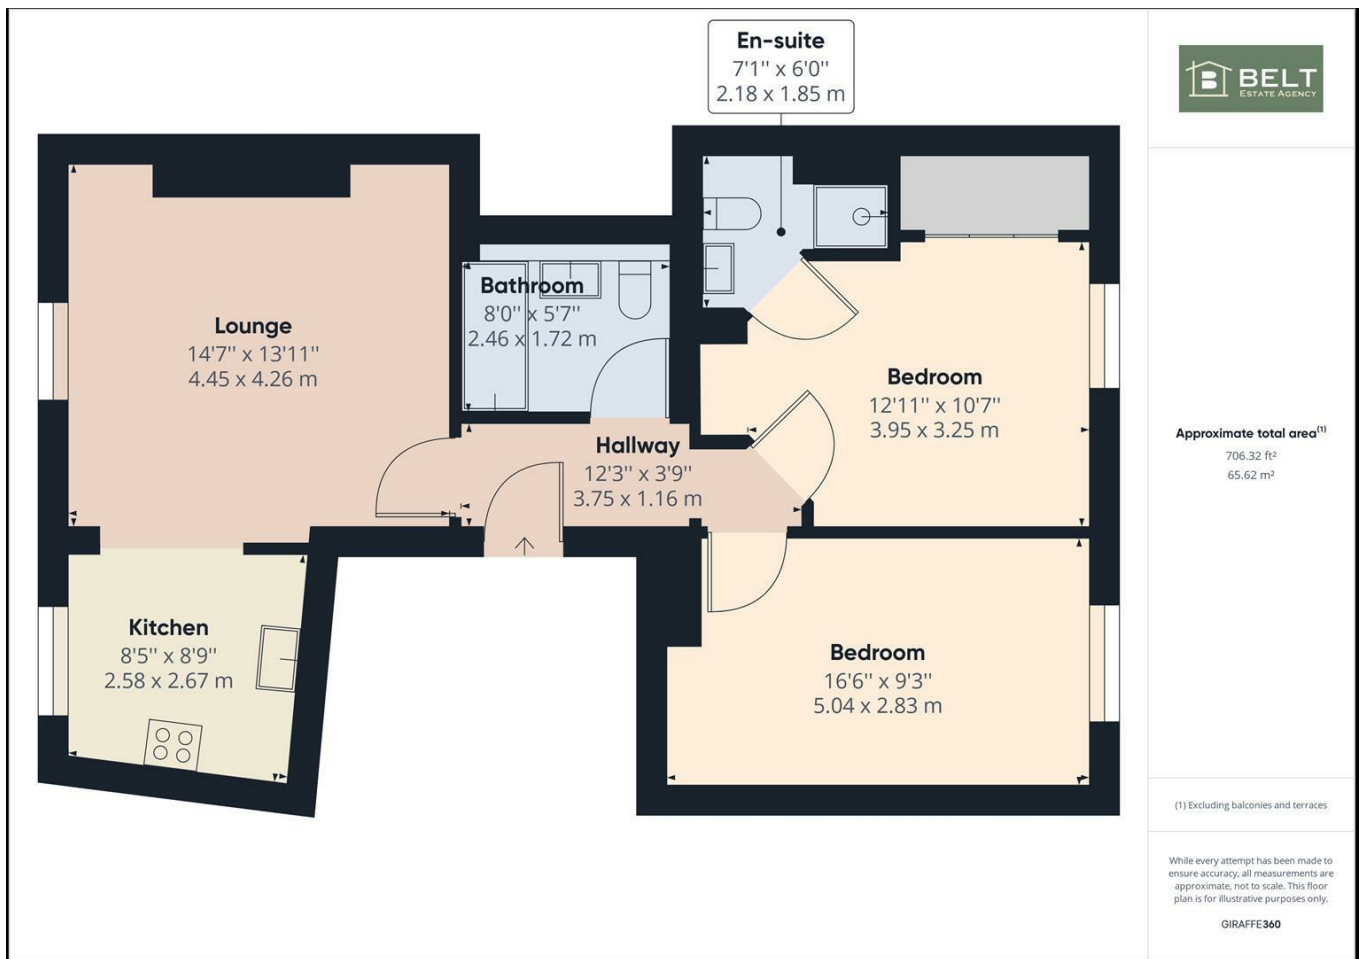 En-suite
7'1'' x 6'0''
2.18 x 1.85 m
BELT
ESTATE AGENCY
Bathroom
8'0'' x 5'7''
2.46 x 1.72 m
Lounge
14'7'' x 13'11''
4.45 x 4.26 m
Bedroom
12'11'' x 10'7''
3.95 x 3.25 m
Hallway
12'3'' x 3'9''
3.75 x 1.16 m
Kitchen
8'5'' x 8'9''
2.58 x 2.67 m
Bedroom
16'6'' x 9'3''
5.04 x 2.83 m
Approximate total area(1)
706.32 ft²
65.62 m²
(1) Excluding balconies and terraces
While every attempt has been made to
ensure accuracy, all measurements are
approximate, not to scale. This floor
plan is for illustrative purposes only.
GIRAFFE360